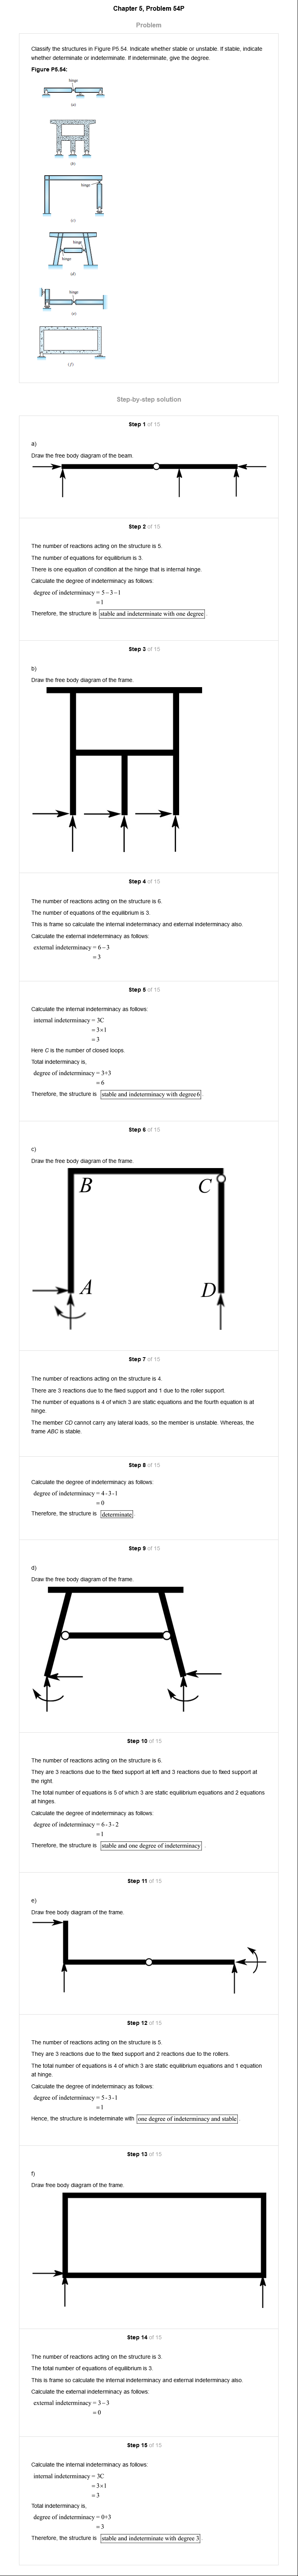 Chapter 5, Problem 54P
Problem
Classify the structures in Figure P5.54. Indicate whether stable or unstable. If stable, indicate
whether determinate or indeterminate. If indeterminate, give the degree.
Figure P5.54:
hinge
(a)
(b)
hinge
(c)
hinge
hinge
(d)
hinge
(e)
(f)
Step-by-step solution
Step 1 of 15
a)
Draw the free body diagram of the beam.
Step 2 of 15
The number of reactions acting on the structure is 5.
The number of equations for equilibrium is 3.
There is one equation of condition at the hinge that is internal hinge.
Calculate the degree of indeterminacy as follows:
degree of indeterminacy = 5 – 3 – 1
= 1
Therefore, the structure is stable and indeterminate with one degree.
Step 3 of 15
b)
Draw the free body diagram of the frame.
Step 4 of 15
The number of reactions acting on the structure is 6.
The number of equations of the equilibrium is 3.
This is frame so calculate the internal indeterminacy and external indeterminacy also.
Calculate the external indeterminacy as follows:
external indeterminacy = 6 – 3
= 3
Step 5 of 15
Calculate the internal indeterminacy as follows:
internal indeterminacy = 3C
= 3×1
= 3
Here C is the number of closed loops.
Total indeterminacy is,
degree of indeterminacy = 3+3
= 6
Therefore, the structure is stable and indeterminacy with degree6.
Step 6 of 15
c)
Draw the free body diagram of the frame.
B
C
A
D
Step 7 of 15
The number of reactions acting on the structure is 4.
There are 3 reactions due to the fixed support and 1 due to the roller support.
The number of equations is 4 of which 3 are static equations and the fourth equation is at
hinge.
The member CD cannot carry any lateral loads, so the member is unstable. Whereas, the
frame ABC is stable.
Step 8 of 15
Calculate the degree of indeterminacy as follows:
degree of indeterminacy = 4 - 3 -1
= 0
Therefore, the structure is determinate.
Step 9 of 15
d)
Draw the free body diagram of the frame.
Step 10 of 15
The number of reactions acting on the structure is 6.
They are 3 reactions due to the fixed support at left and 3 reactions due to fixed support at
the right.
The total number of equations is 5 of which 3 are static equilibrium equations and 2 equations
at hinges.
Calculate the degree of indeterminacy as follows:
degree of indeterminacy = 6 - 3 - 2
= 1
Therefore, the structure is stable and one degree of indeterminacy.
Step 11 of 15
e)
Draw free body diagram of the frame.
Step 12 of 15
The number of reactions acting on the structure is 5.
They are 3 reactions due to the fixed support and 2 reactions due to the rollers.
The total number of equations is 4 of which 3 are static equilibrium equations and 1 equation
at hinge.
Calculate the degree of indeterminacy as follows:
degree of indeterminacy = 5 - 3 -1
= 1
Hence, the structure is indeterminate with one degree of indeterminacy and stable.
Step 13 of 15
f)
Draw free body diagram of the frame.
Step 14 of 15
The number of reactions acting on the structure is 3.
The total number of equations of equilibrium is 3.
This is frame so calculate the internal indeterminacy and external indeterminacy also.
Calculate the external indeterminacy as follows:
external indeterminacy = 3 – 3
= 0
Step 15 of 15
Calculate the internal indeterminacy as follows:
internal indeterminacy = 3C
= 3×1
= 3
Total indeterminacy is,
degree of indeterminacy = 0+3
= 3
Therefore, the structure is stable and indeterminate with degree 3.